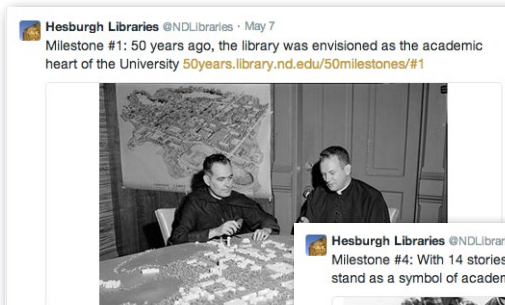 Hesburgh Libraries @NDLibraries · May 7
Milestone #1: 50 years ago, the library was envisioned as the academic
heart of the University 50years.library.nd.edu/50milestones/#1
Hesburgh Libraries
Milestone #4: With 14 stories
stand as a symbol of